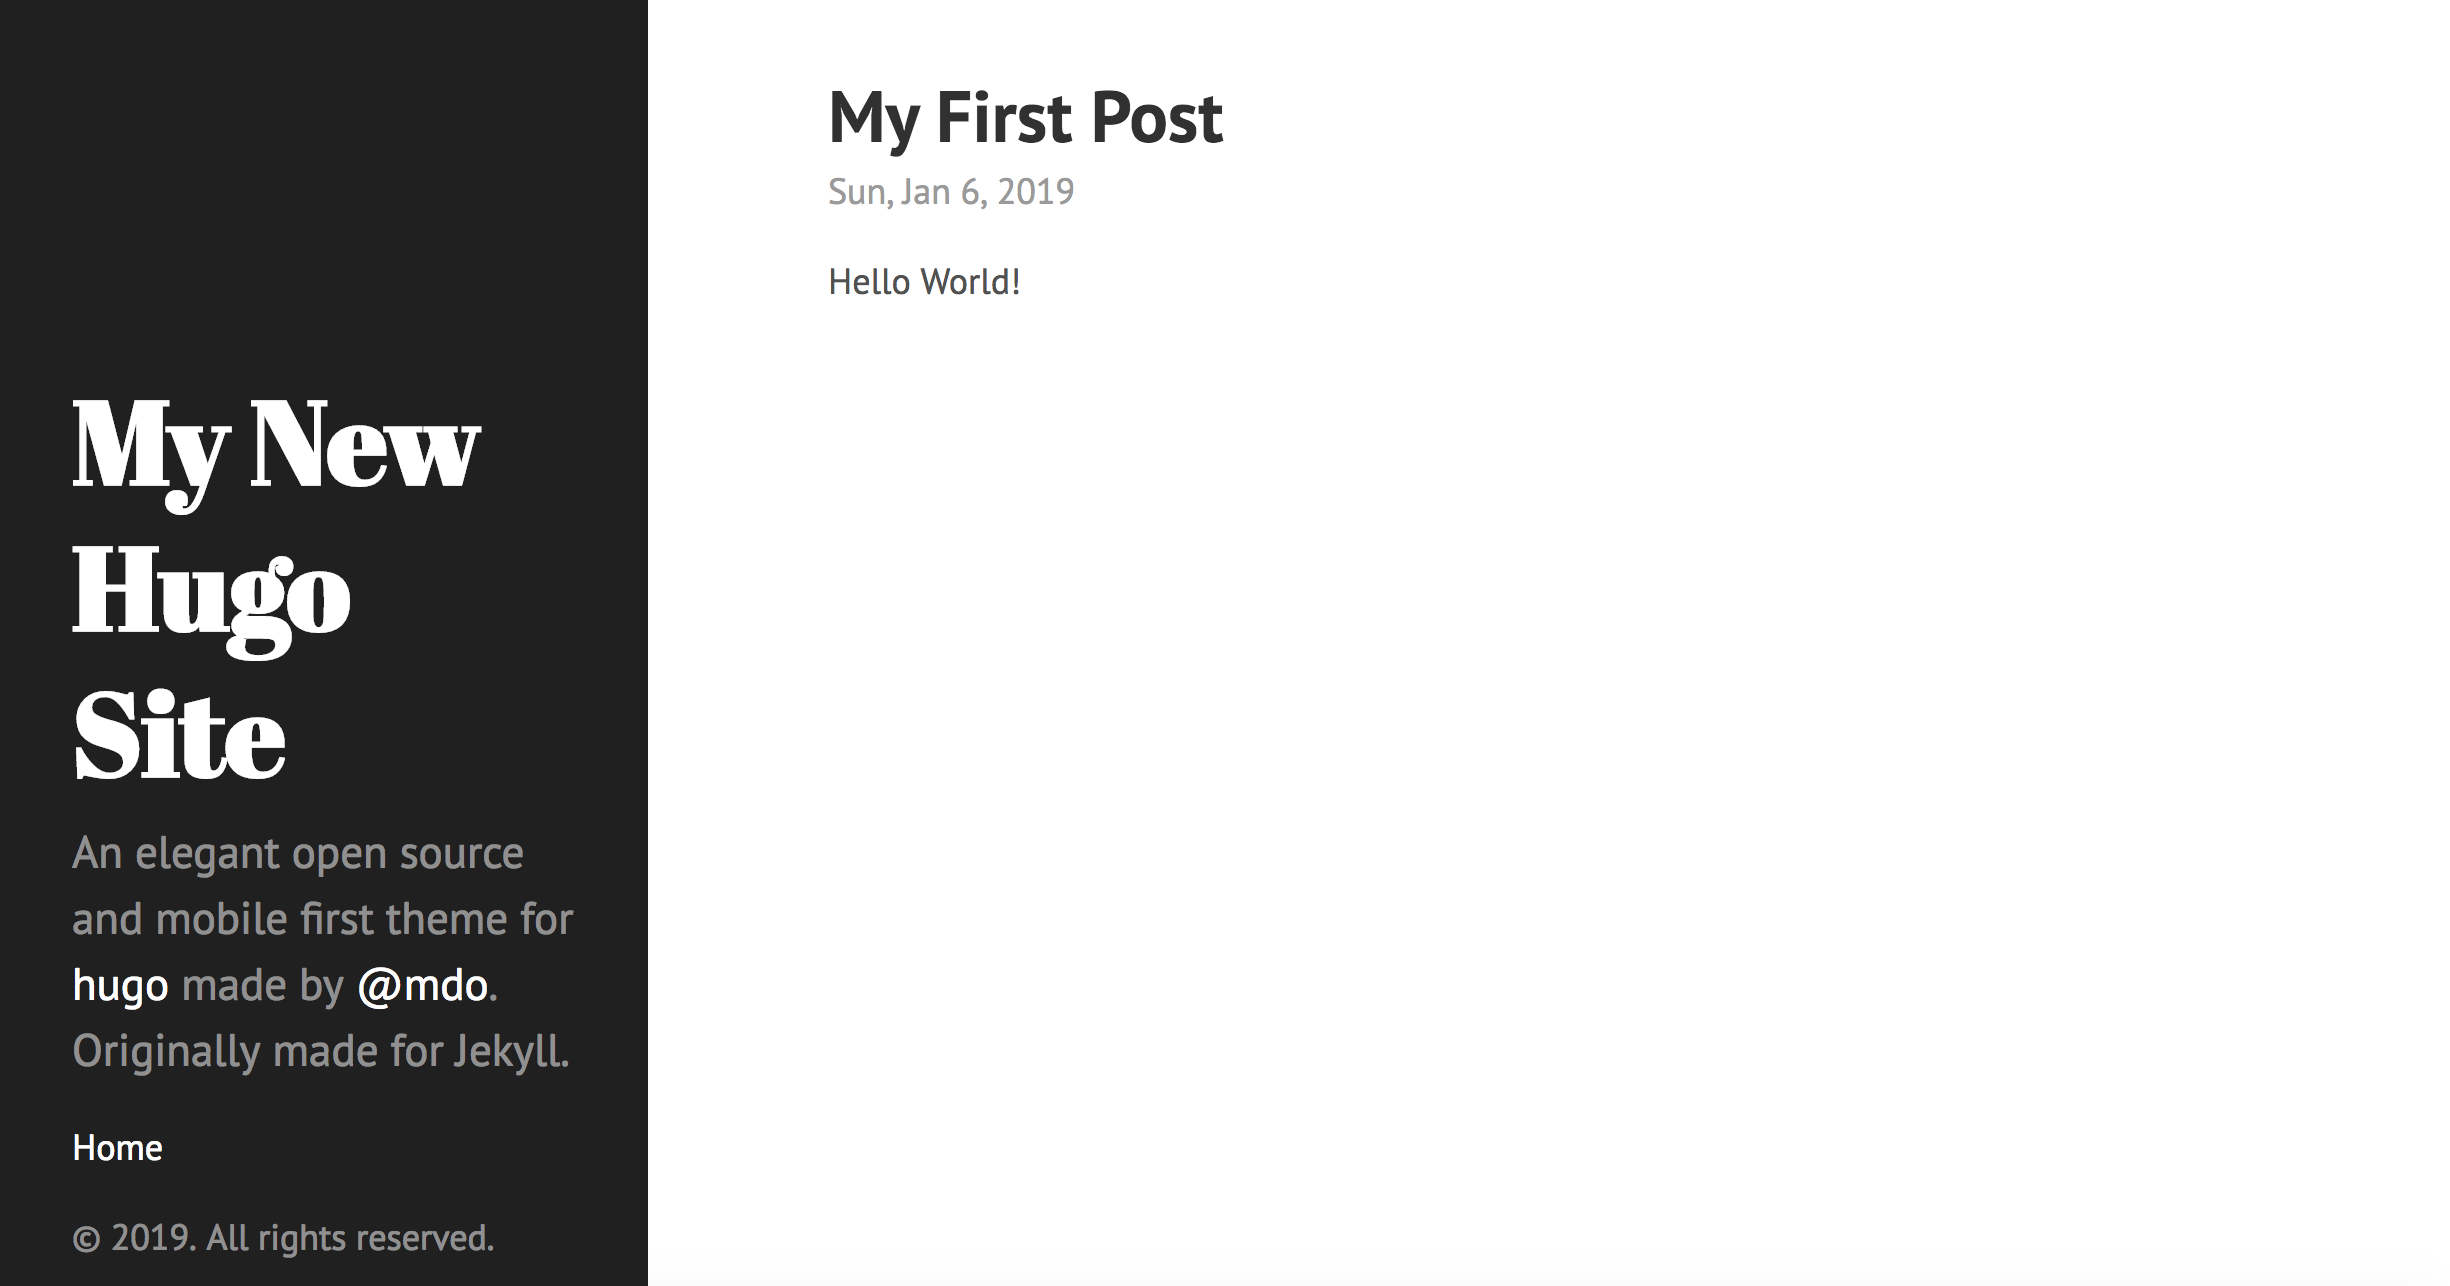 My New
Hugo
Site
An elegant open source
and mobile first theme for
hugo made by @mdo.
Originally made for Jekyll.
Home
© 2019. All rights reserved.
My First Post
Sun, Jan 6, 2019
Hello World!